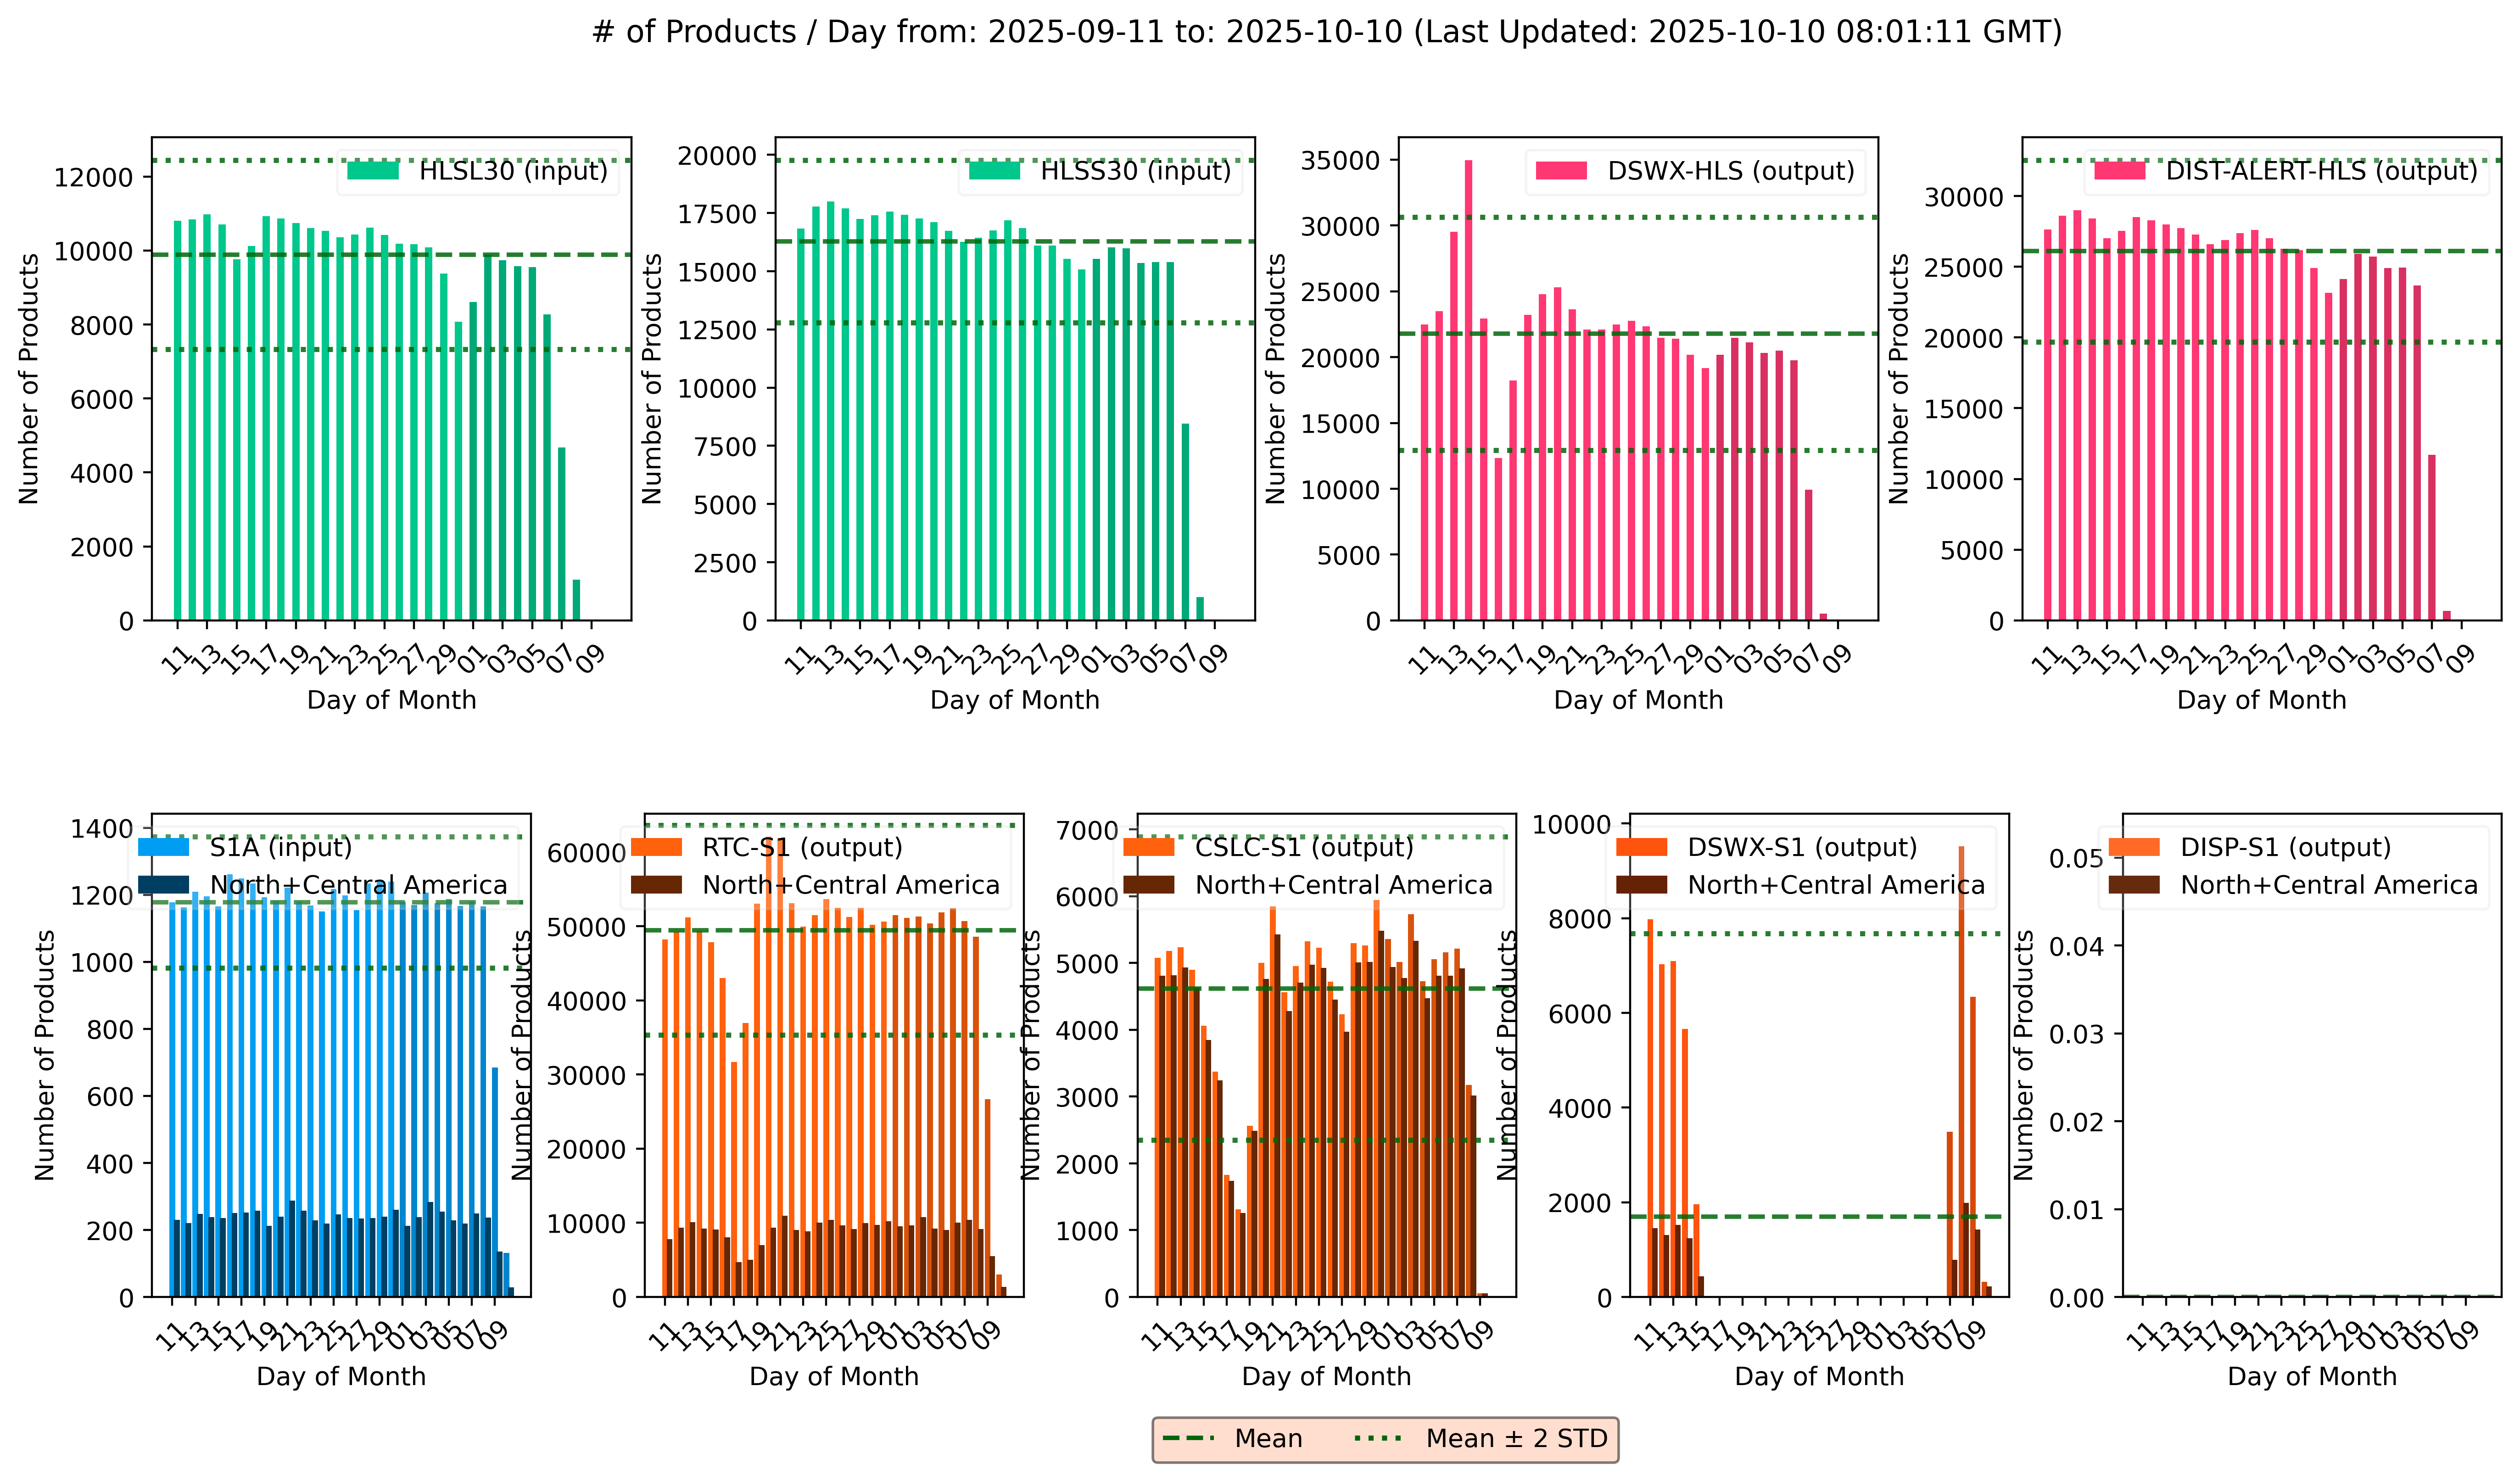 # of Products / Day from: 2025-09-11 to: 2025-10-10 (Last Updated: 2025-10-10 08:01:11 GMT)
HLSL30 (input)
Number of Products
12000
10000
8000
6000
4000
2000
0
11 13 15 17 19 21 23 25 27 29 01 03 05 07 09
Day of Month
HLSS30 (input)
Number of Products
20000
17500
15000
12500
10000
7500
5000
2500
0
11 13 15 17 19 21 23 25 27 29 01 03 05 07 09
Day of Month
DSWX-HLS (output)
Number of Products
35000
30000
25000
20000
15000
10000
5000
0
11 13 15 17 19 21 23 25 27 29 01 03 05 07 09
Day of Month
DIST-ALERT-HLS (output)
Number of Products
30000
25000
20000
15000
10000
5000
0
11 13 15 17 19 21 23 25 27 29 01 03 05 07 09
Day of Month
S1A (input)
North+Central America
Number of Products
1400
1200
1000
800
600
400
200
0
11 13 15 17 19 21 23 25 27 29 01 03 05 07 09
Day of Month
RTC-S1 (output)
North+Central America
Number of Products
60000
50000
40000
30000
20000
10000
0
11 13 15 17 19 21 23 25 27 29 01 03 05 07 09
Day of Month
CSLC-S1 (output)
North+Central America
Number of Products
7000
6000
5000
4000
3000
2000
1000
0
11 13 15 17 19 21 23 25 27 29 01 03 05 07 09
Day of Month
DSWX-S1 (output)
North+Central America
Number of Products
10000
8000
6000
4000
2000
0
11 13 15 17 19 21 23 25 27 29 01 03 05 07 09
Day of Month
DISP-S1 (output)
North+Central America
Number of Products
0.05
0.04
0.03
0.02
0.01
0.00
11 13 15 17 19 21 23 25 27 29 01 03 05 07 09
Day of Month
Mean
Mean ± 2 STD